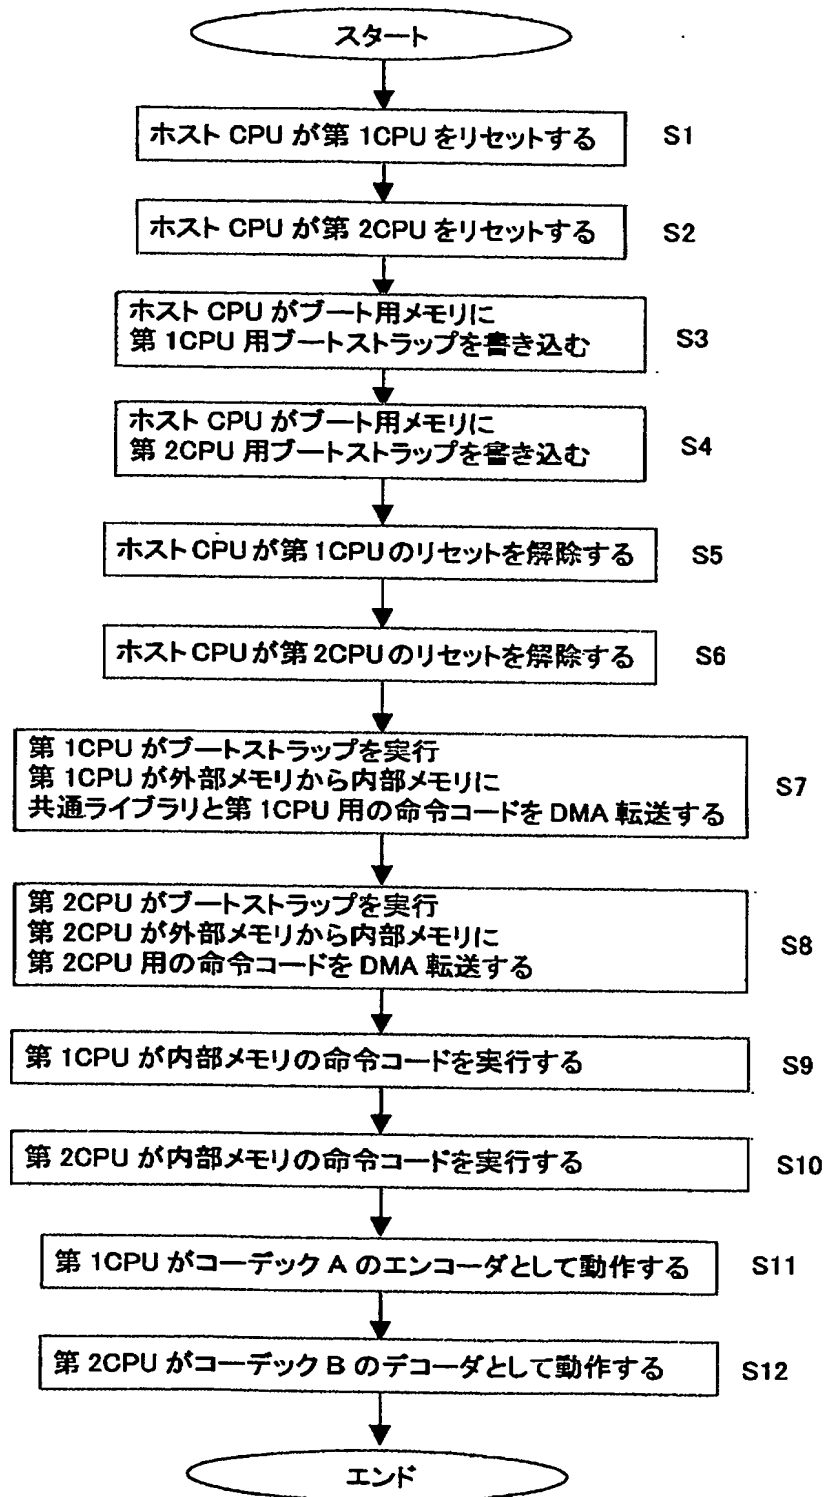 スタート
ホスト CPU が第 1CPU をリセットする S1
ホスト CPU が第 2CPU をリセットする S2
ホスト CPU がブート用メモリに
第 1CPU 用ブートストラップを書き込む S3
ホスト CPU がブート用メモリに
第 2CPU 用ブートストラップを書き込む S4
ホスト CPU が第 1CPU のリセットを解除する S5
ホスト CPU が第 2CPU のリセットを解除する S6
第 1CPU がブートストラップを実行
第 1CPU が外部メモリから内部メモリに S7
共通ライブラリと第 1CPU 用の命令コードを DMA 転送する
第 2CPU がブートストラップを実行
第 2CPU が外部メモリから内部メモリに S8
第 2CPU 用の命令コードを DMA 転送する
第 1CPU が内部メモリの命令コードを実行する S9
第 2CPU が内部メモリの命令コードを実行する S10
第 1CPU がコーデック A のエンコーダとして動作する S11
第 2CPU がコーデック B のデコーダとして動作する S12
エンド